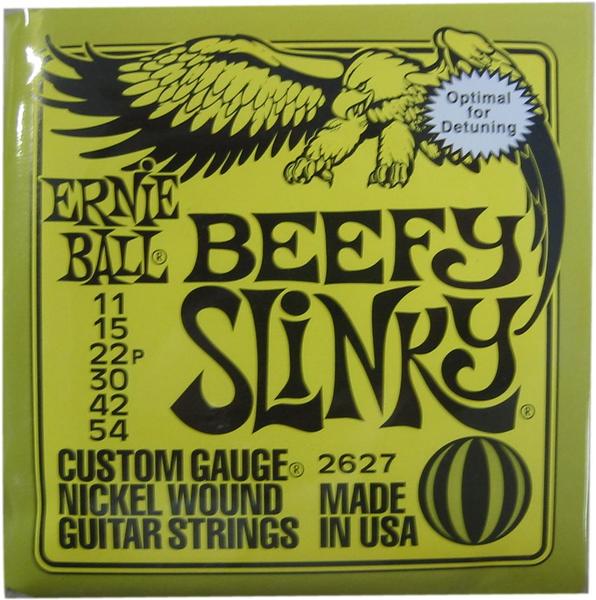 Optimal
for
Detuning
ERNiE
BALL®
BEEFY
SLiNKY®
11
15
22P
30
42
54
CUSTOM GAUGE® 2627
NICKEL WOUND MADE
GUITAR STRINGS IN USA